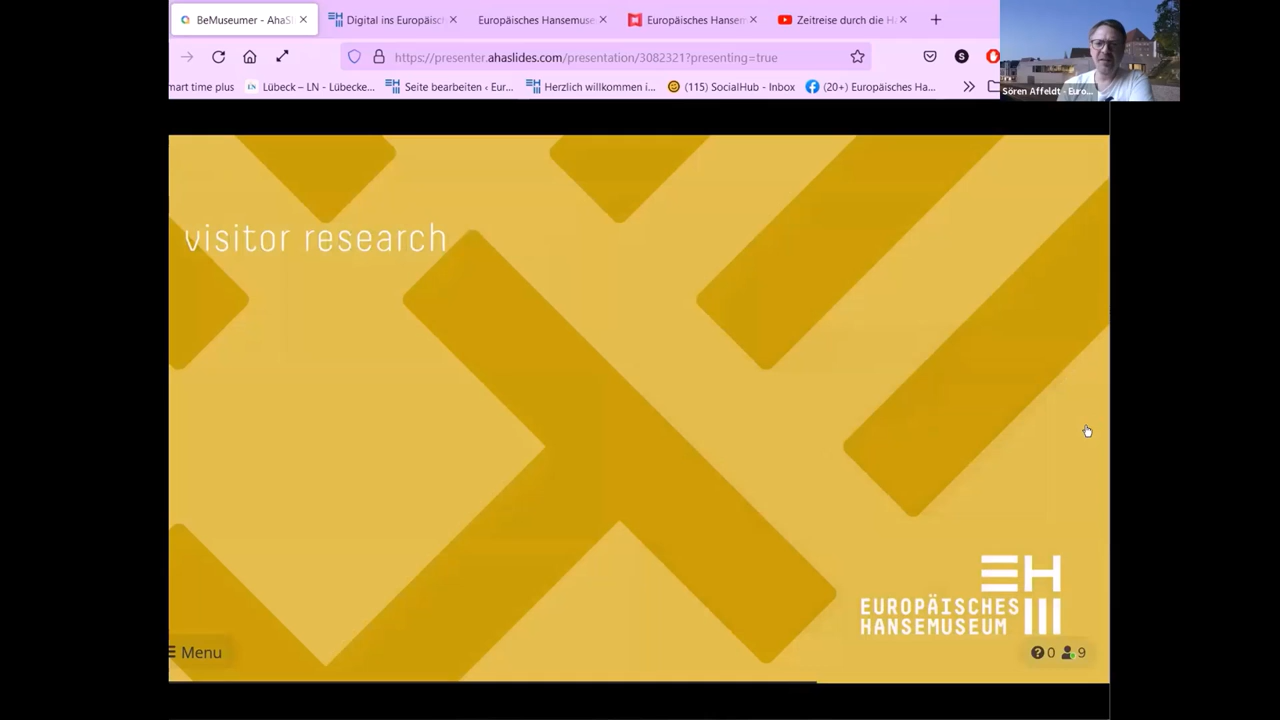 BeMuseumer - AhaSl
Digital ins Europäisch
Europäisches Hansemuse
Europäisches Hansem
Zeitreise durch die Ha
https://presenter.ahaslides.com/presentation/3082321?presenting=true
mart time plus
Lübeck – LN - Lübecke...
Seite bearbeiten ‹ Eur...
Herzlich willkommen i...
(115) SocialHub - Inbox
(20+) Europäisches Ha...
Sören Affeldt - Euro...
visitor research
EH
EUROPÄISCHES
HANSEMUSEUM
Menu
0
9